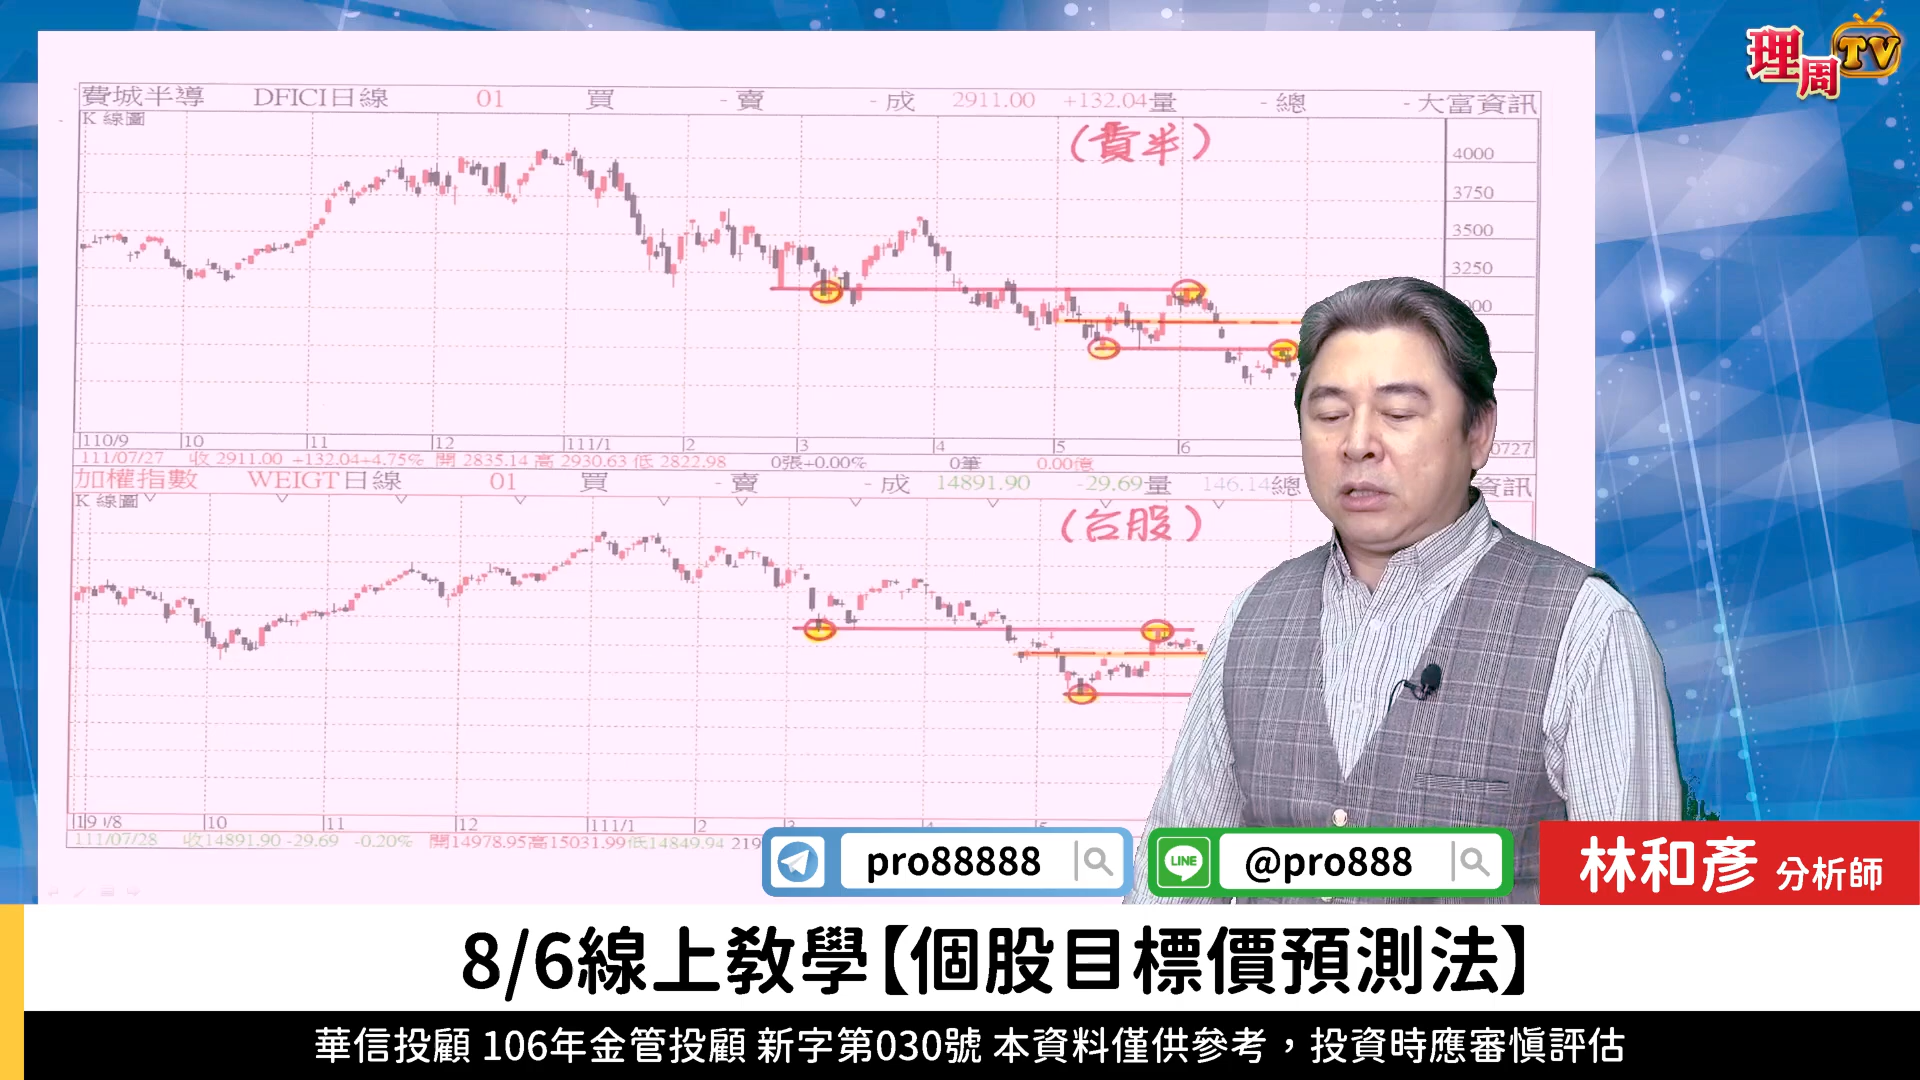 理周TV
費城半導 DFICI日線 01 買 - 賣 - 成 2911.00 +132.04量 - 總 - 大富資訊
K 線圖
(費半)
4000
3750
3500
3250
000
110/9 10 11 12 111/1 2 3 4 5 6 0727
111/07/27 收 2911.00 +132.04+4.75% 開 2835.14 高 2930.63 低 2822.98 0張+0.00% 0筆 0.00億
加權指數 WEIGT日線 01 買 - 賣 - 成 14891.90 -29.69量 146.14總 資訊
K 線圖
(台股)
10 11 12 111/1 2 3 4 5
111/07/28 收14891.90 -29.69 -0.20% 開14978.95高15031.99低14849.94 219
pro88888
LINE
@pro888
林和彥 分析師
8/6線上教學【個股目標價預測法】
華信投顧 106年金管投顧 新字第030號 本資料僅供參考，投資時應審慎評估